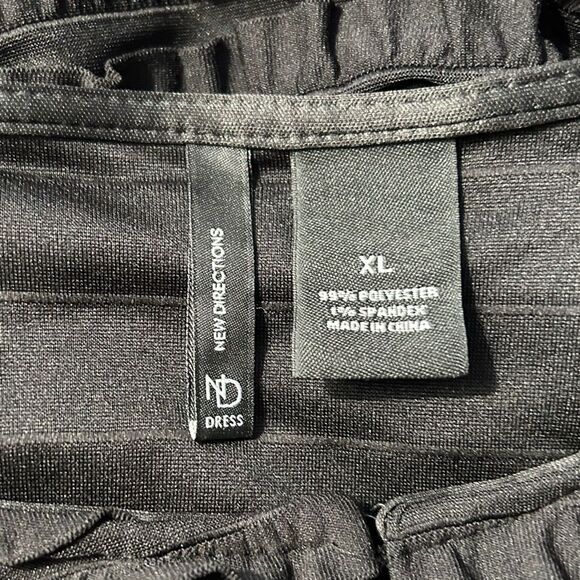 NEW DIRECTIONS
ND
DRESS
XL
99% POLYESTER
1% SPANDEX
MADE IN CHINA